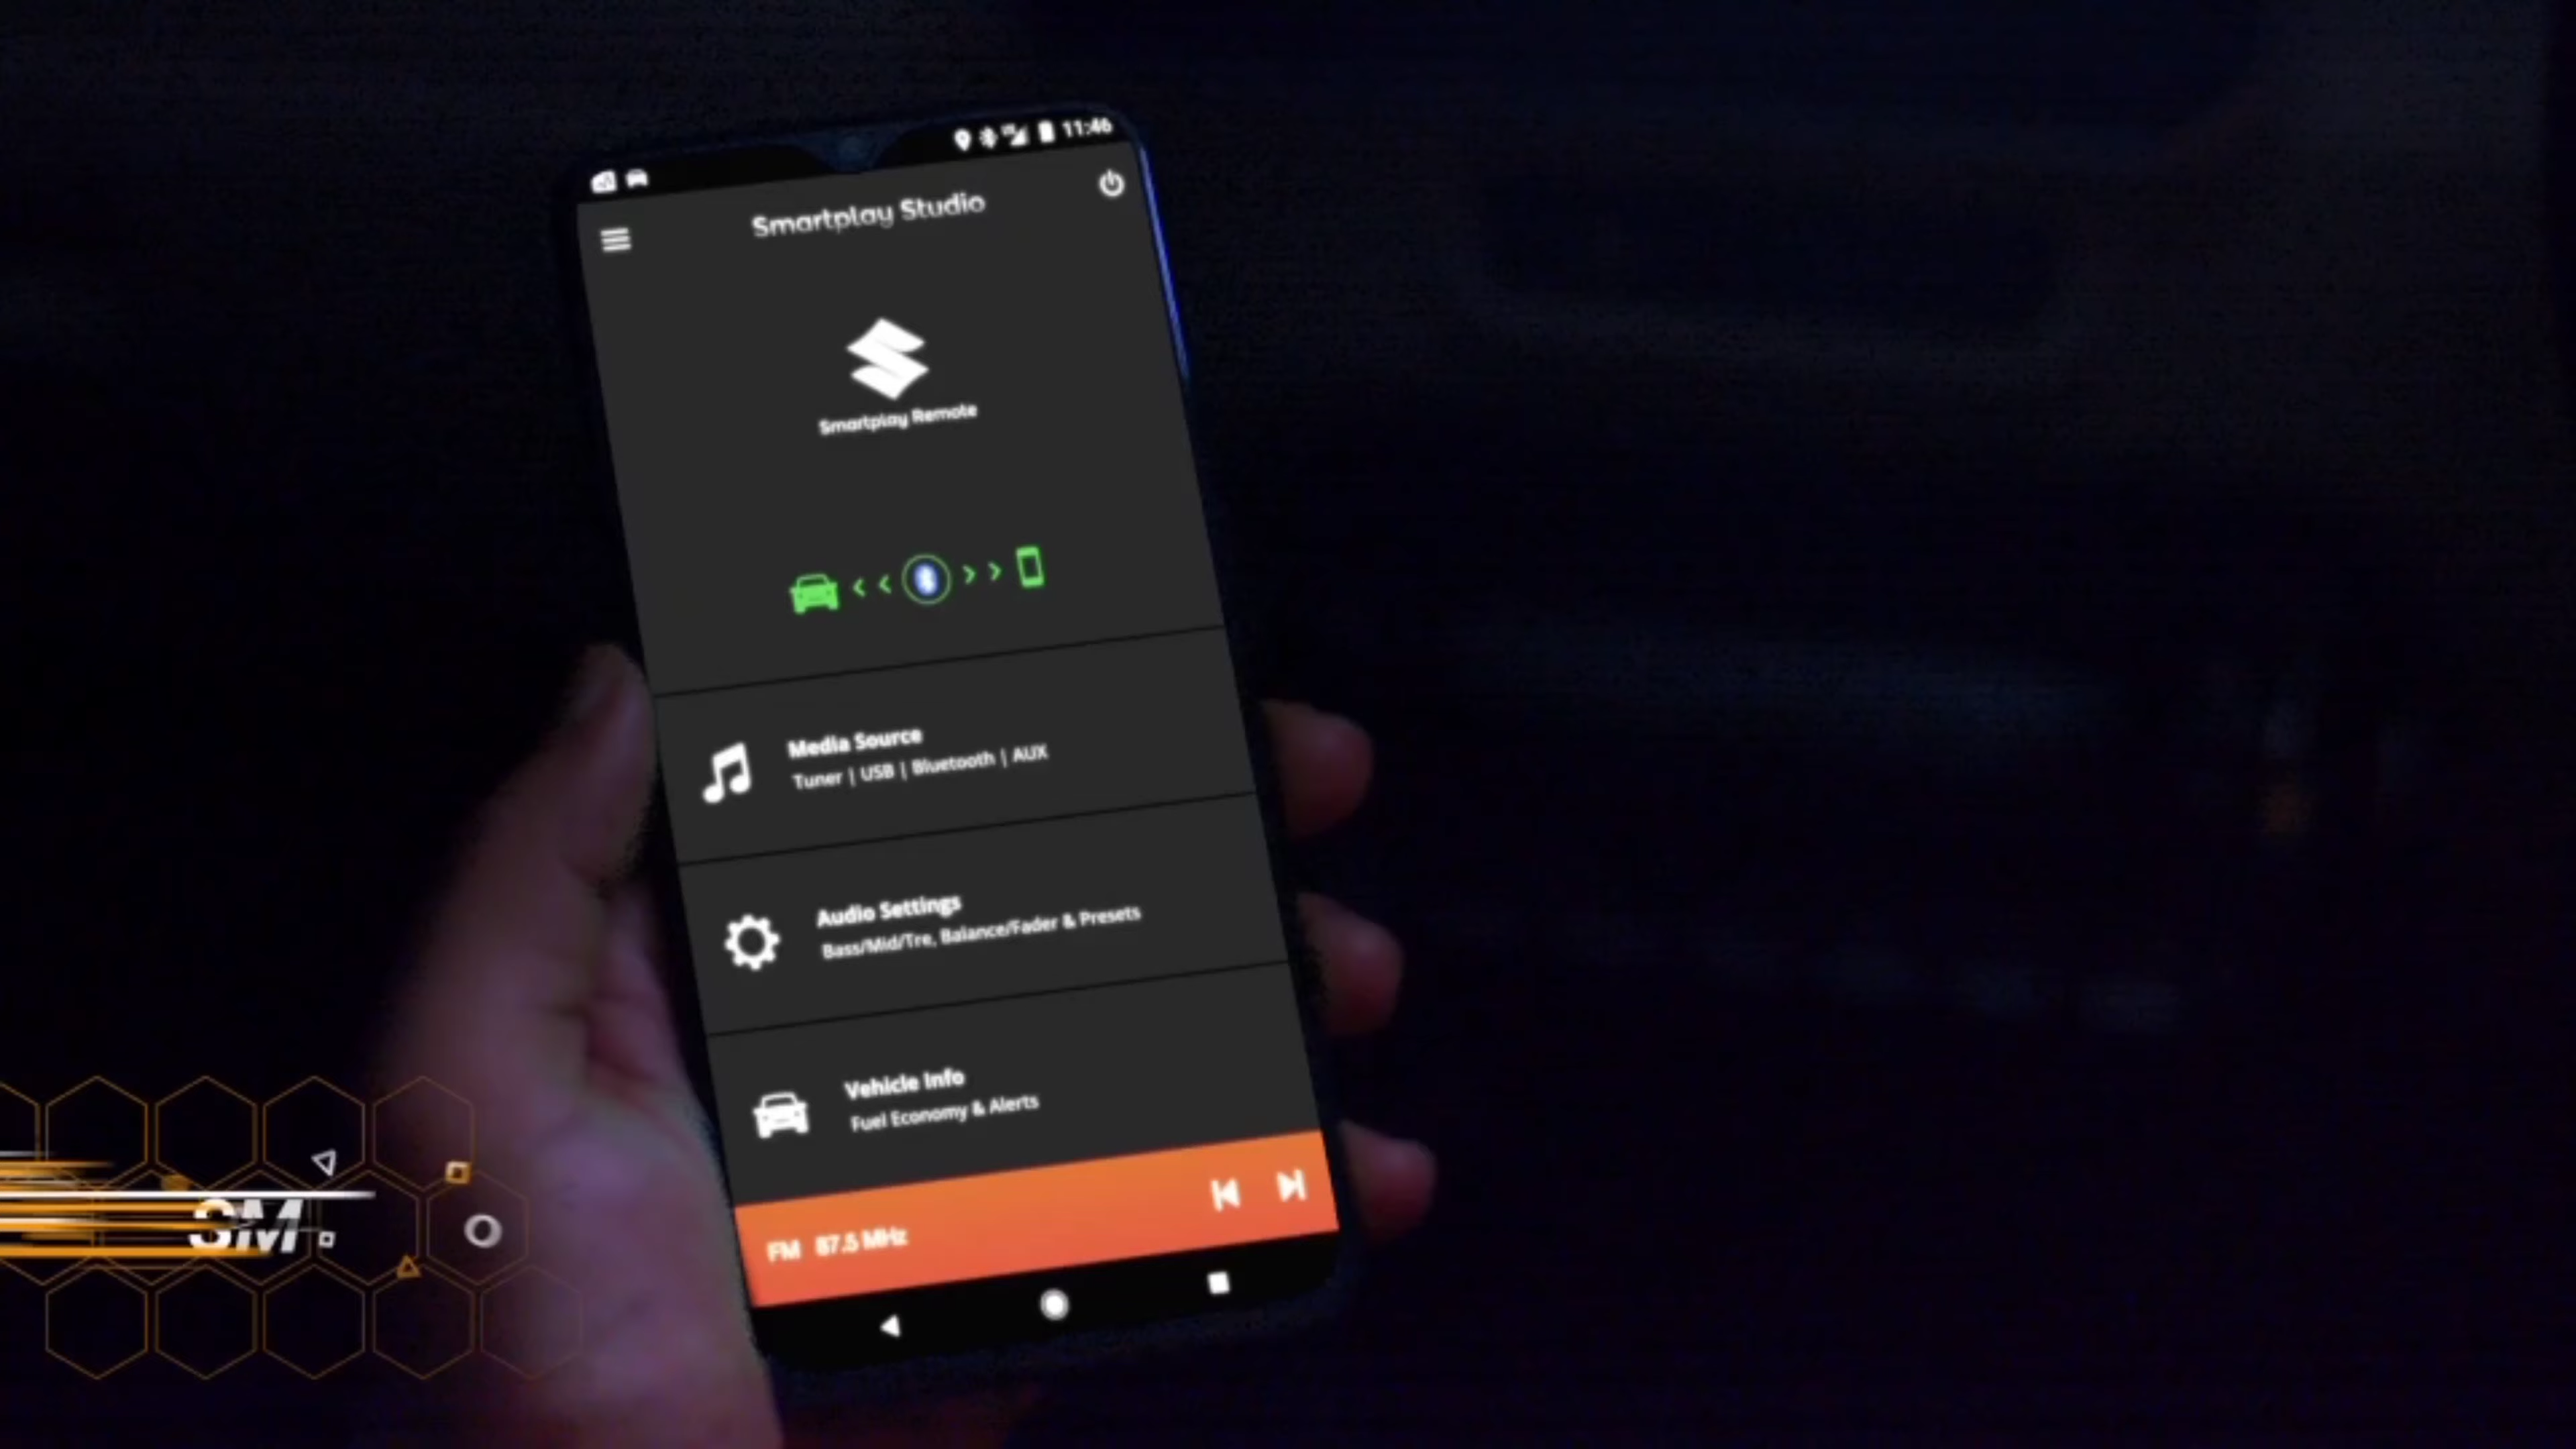 11:46
Smartplay Studio
Smartplay Remote
Media Source
Tuner | USB | Bluetooth | AUX
Audio Settings
Bass/Mid/Tre, Balance/Fader & Presets
Vehicle Info
Fuel Economy & Alerts
FM 87.5 MHz
SM